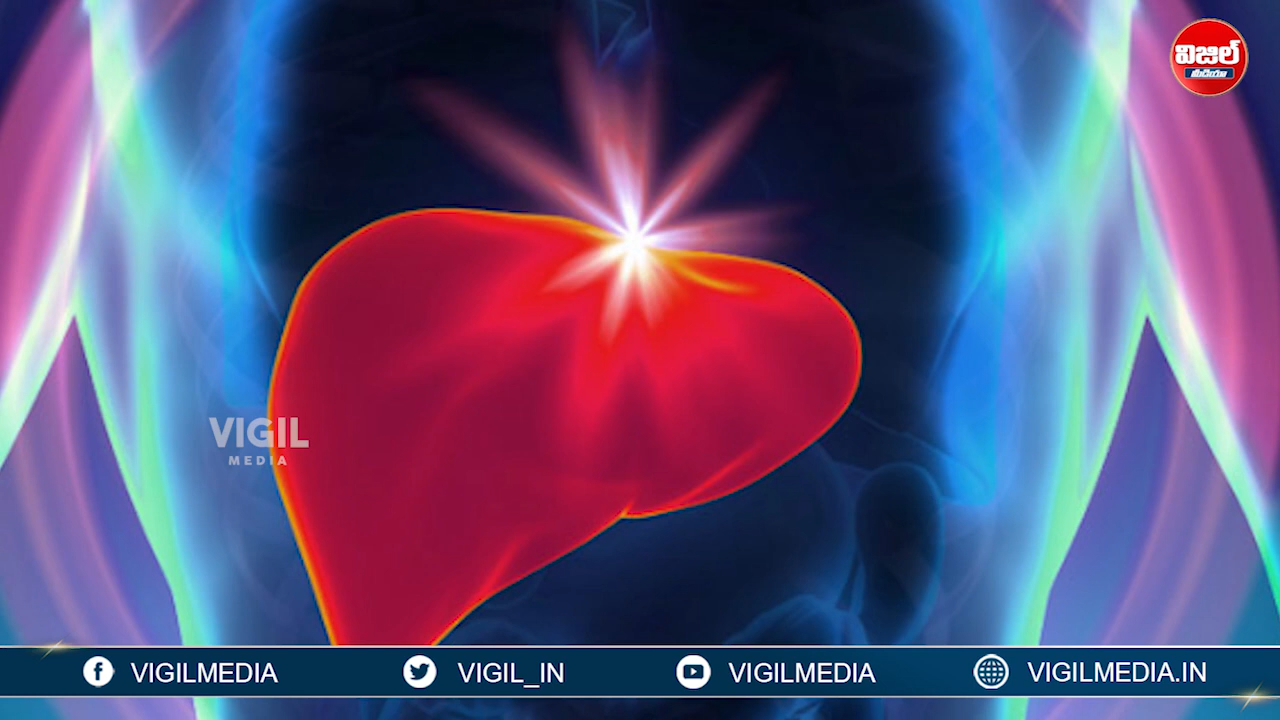 విజిల్
మీడియా
VIGIL
MEDIA
VIGILMEDIA
VIGIL_IN
VIGILMEDIA
VIGILMEDIA.IN